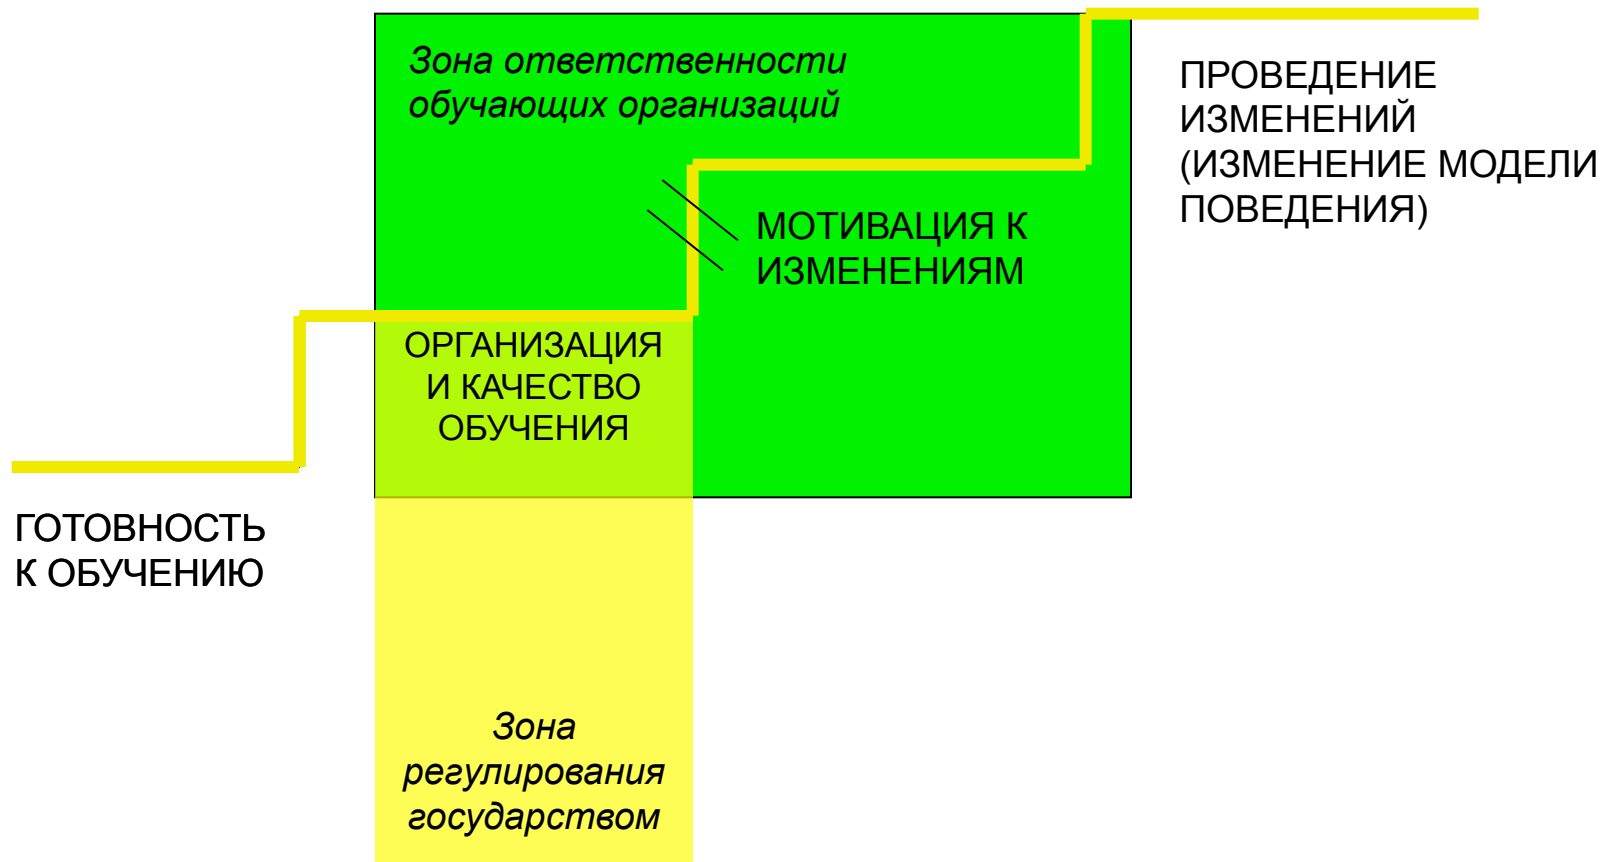 Зона ответственности
обучающих организаций
ПРОВЕДЕНИЕ
ИЗМЕНЕНИЙ
(ИЗМЕНЕНИЕ МОДЕЛИ
ПОВЕДЕНИЯ)
МОТИВАЦИЯ К
ИЗМЕНЕНИЯМ
ОРГАНИЗАЦИЯ
И КАЧЕСТВО
ОБУЧЕНИЯ
ГОТОВНОСТЬ
К ОБУЧЕНИЮ
Зона
регулирования
государством